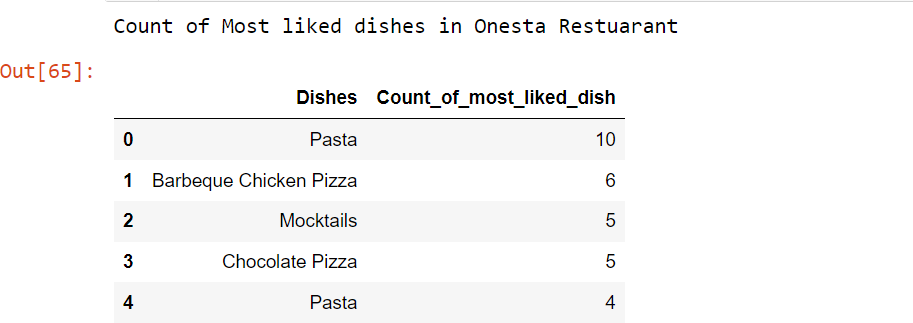 Count of Most liked dishes in Onesta Restuarant
Out[65]:
Dishes Count_of_most_liked_dish
0 Pasta 10
1 Barbeque Chicken Pizza 6
2 Mocktails 5
3 Chocolate Pizza 5
4 Pasta 4